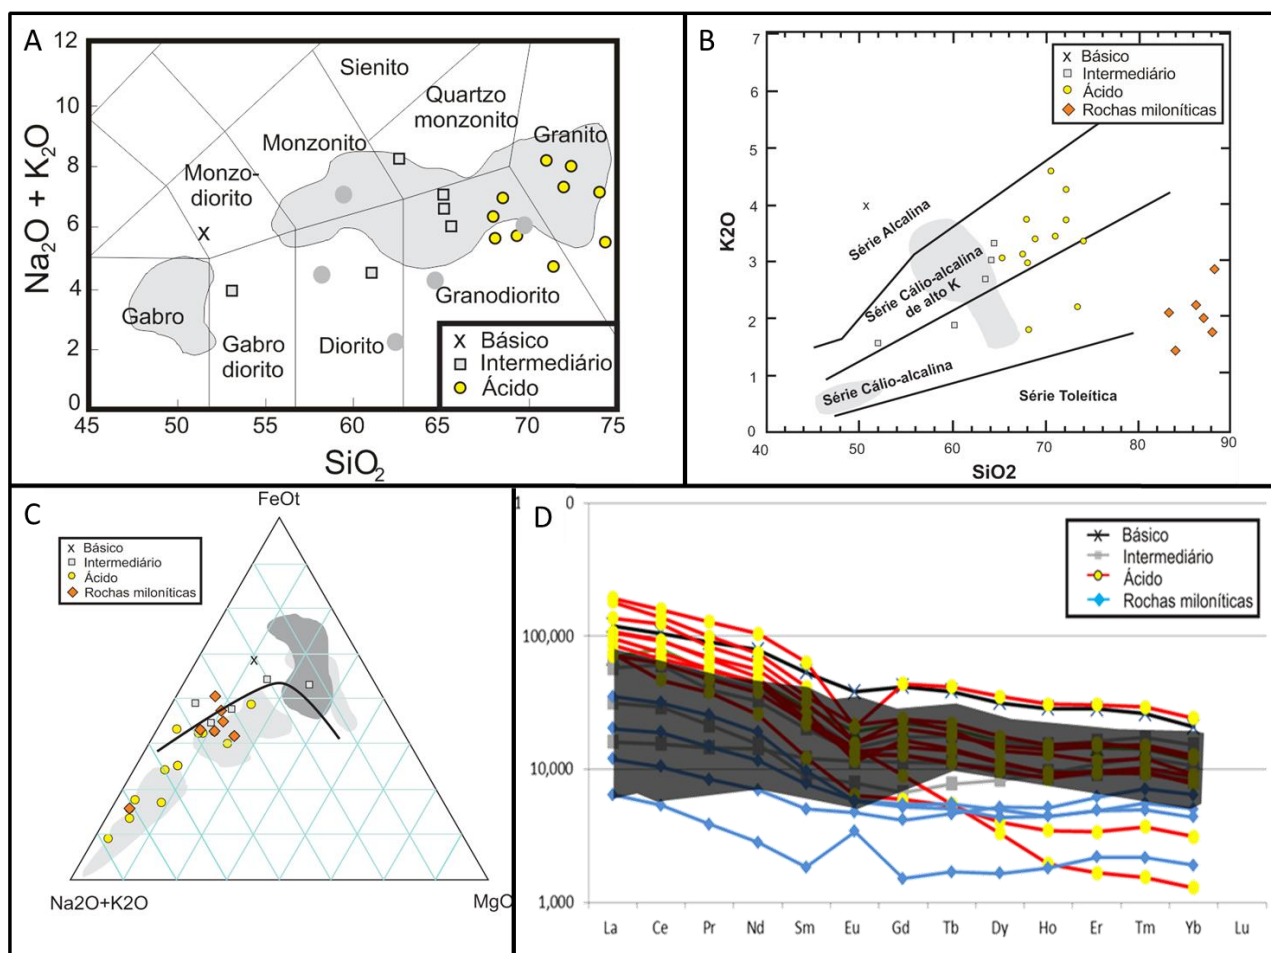 A
12
10
8
6
4
2
0
Na₂O + K₂O
45
50
55
60
65
70
75
SiO₂
Sienito
Quartzo
monzonito
Granito
Monzonito
Monzo-
diorito
Gabro
Gabro
diorito
Diorito
Granodiorito
Básico
Intermediário
Ácido
B
7
6
5
4
3
2
1
0
K2O
40
50
60
70
80
90
SiO2
Básico
Intermediário
Ácido
Rochas miloníticas
Série Alcalina
Série Cálio-alcalina
de alto K
Série Cálio-alcalina
Série Toleítica
C
FeOt
Básico
Intermediário
Ácido
Rochas miloníticas
Na2O+K2O
MgO
D
1 0
100,000
10,000
1,000
Básico
Intermediário
Ácido
Rochas miloníticas
La Ce Pr Nd Sm Eu Gd Tb Dy Ho Er Tm Yb Lu